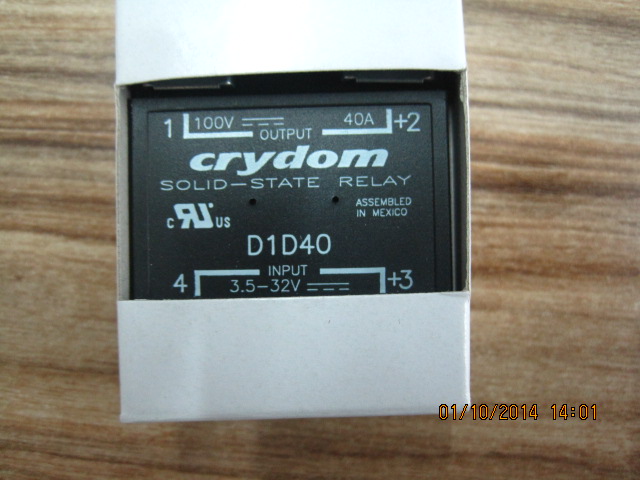 1 100V 40A +2
OUTPUT
crydom
SOLID-STATE RELAY
ASSEMBLED
IN MEXICO
c RU US
D1D40
INPUT
4 3.5-32V +3
01/10/2014 14:01